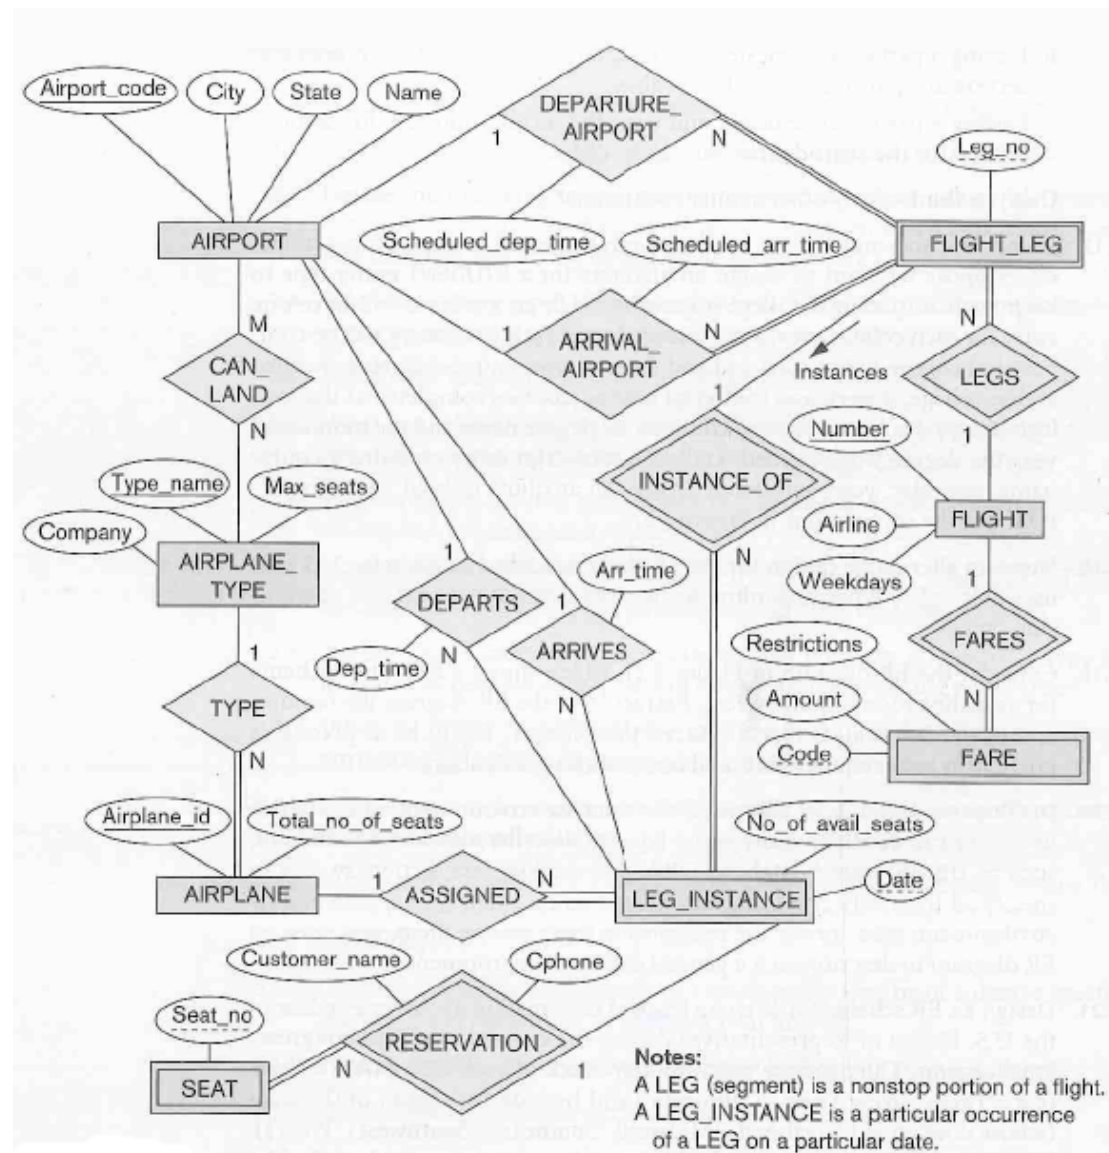 Airport_code
City
State
Name
DEPARTURE_
AIRPORT
1
N
Leg_no
AIRPORT
Scheduled_dep_time
Scheduled_arr_time
FLIGHT_LEG
M
1
ARRIVAL_
AIRPORT
N
Instances
N
LEGS
CAN_
LAND
N
1
Number
1
INSTANCE_OF
Type_name
Max_seats
Company
Airline
FLIGHT
AIRPLANE_
TYPE
1
N
Arr_time
Weekdays
DEPARTS
1
1
N
ARRIVES
Restrictions
FARES
1
Dep_time
TYPE
N
Amount
N
N
Code
FARE
Airplane_id
Total_no_of_seats
No_of_avail_seats
AIRPLANE
1
ASSIGNED
N
LEG_INSTANCE
Date
Customer_name
Cphone
Seat_no
RESERVATION
SEAT
N
1
Notes:
A LEG (segment) is a nonstop portion of a flight.
A LEG_INSTANCE is a particular occurrence
of a LEG on a particular date.